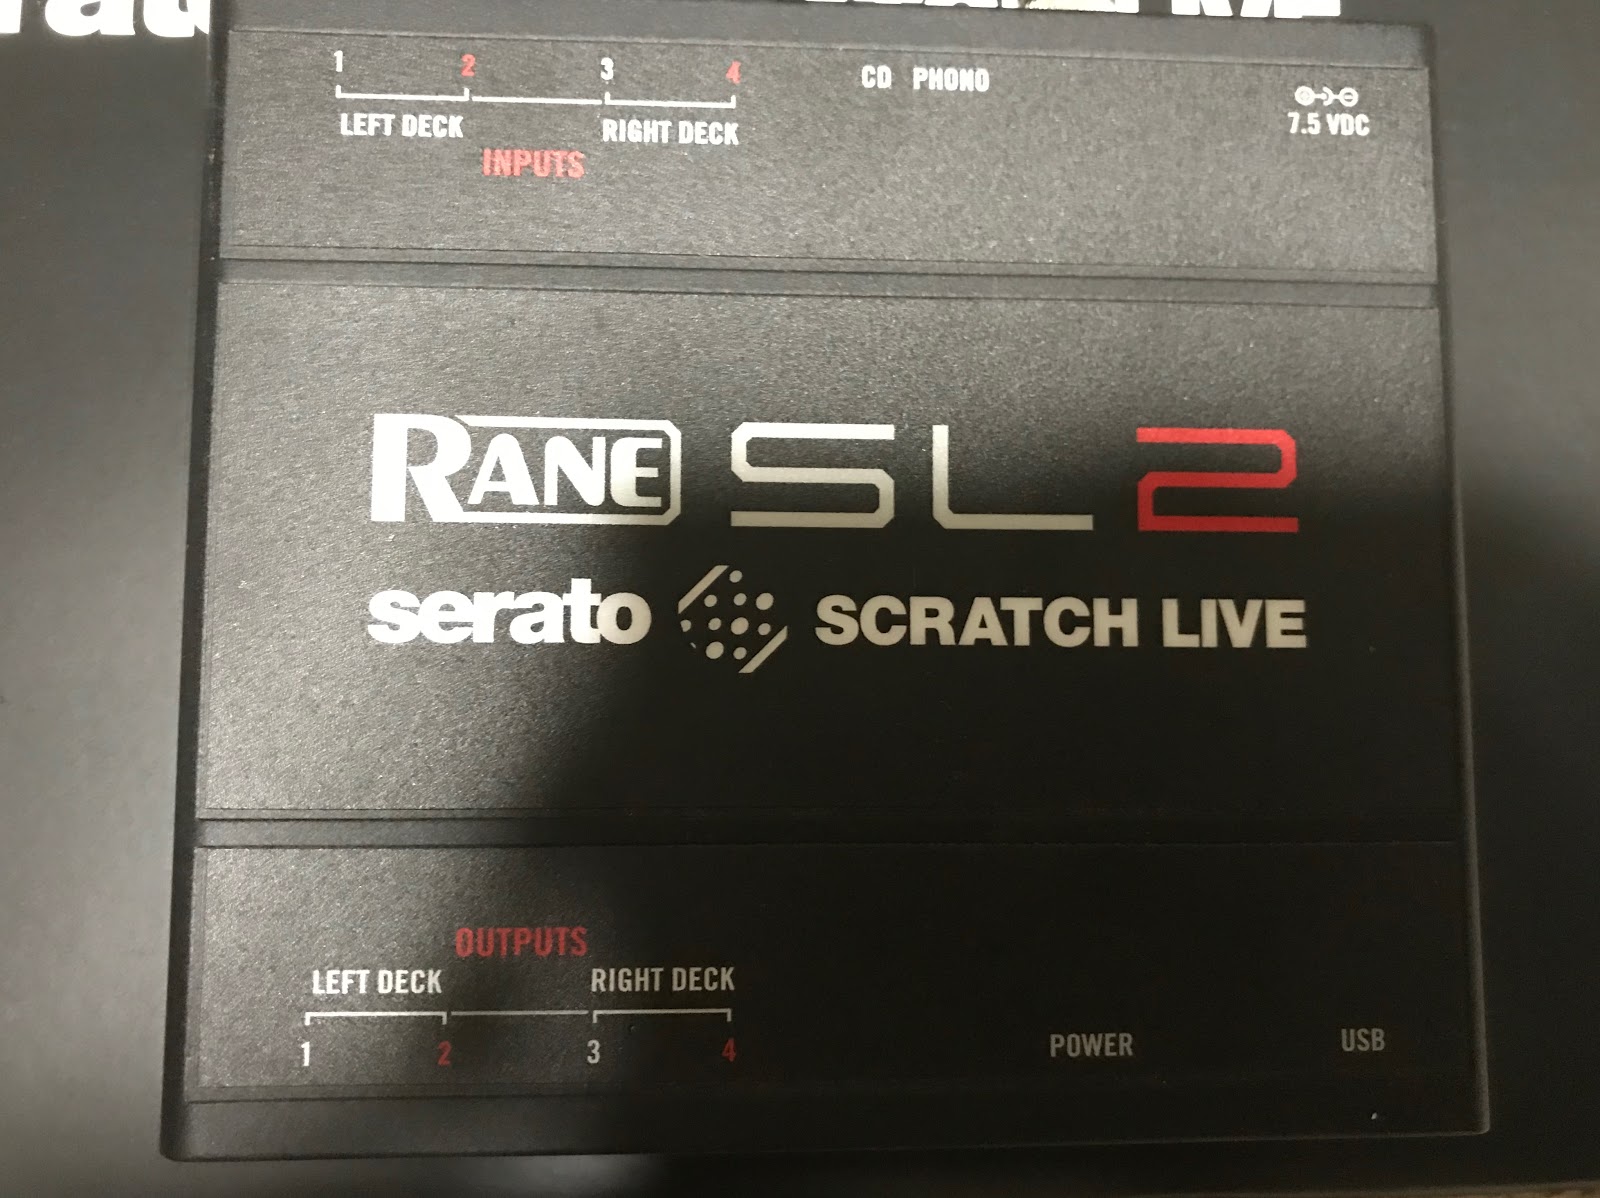 1 2 3 4
CD PHONO
LEFT DECK RIGHT DECK
7.5 VDC
INPUTS
RANE SL2
serato SCRATCH LIVE
OUTPUTS
LEFT DECK RIGHT DECK
1 2 3 4
POWER
USB